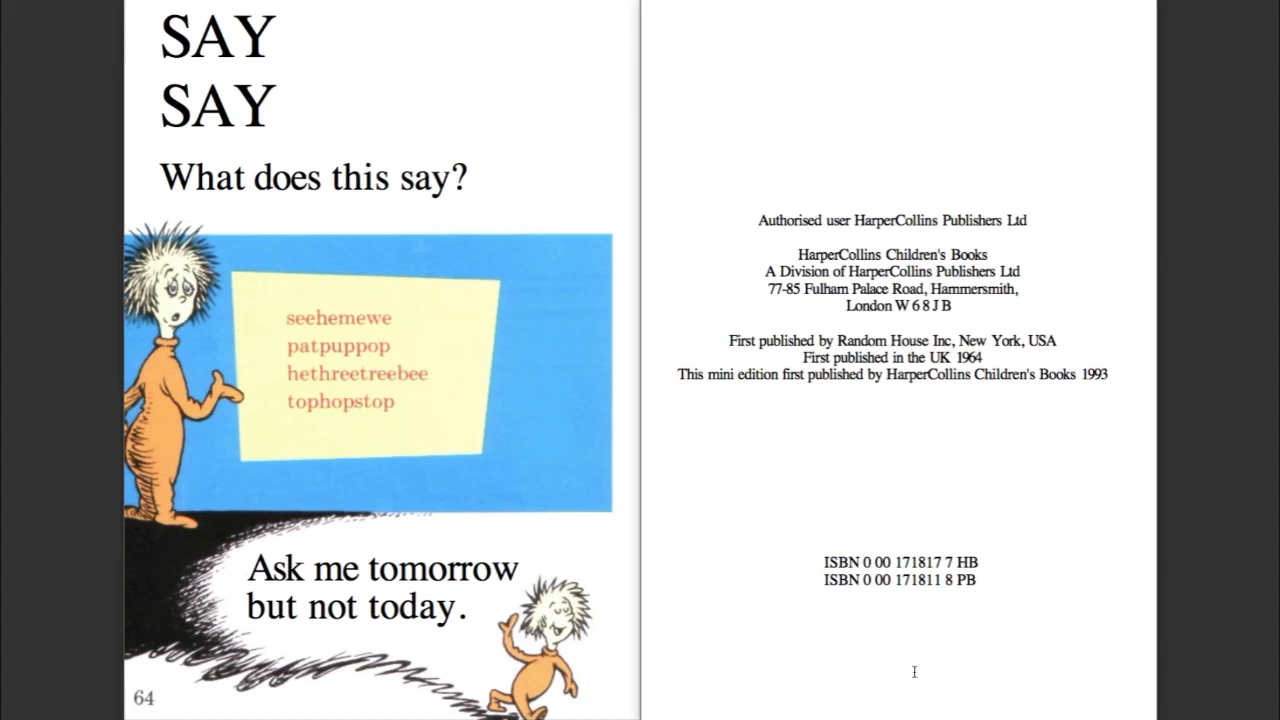 SAY
SAY
What does this say?
seehemewe
patpuppop
hethreetreebee
tophopstop
Ask me tomorrow
but not today.
64
Authorised user HarperCollins Publishers Ltd
HarperCollins Children's Books
A Division of HarperCollins Publishers Ltd
77-85 Fulham Palace Road, Hammersmith,
London W 6 8 J B
First published by Random House Inc, New York, USA
First published in the UK 1964
This mini edition first published by HarperCollins Children's Books 1993
ISBN 0 00 171817 7 HB
ISBN 0 00 171811 8 PB